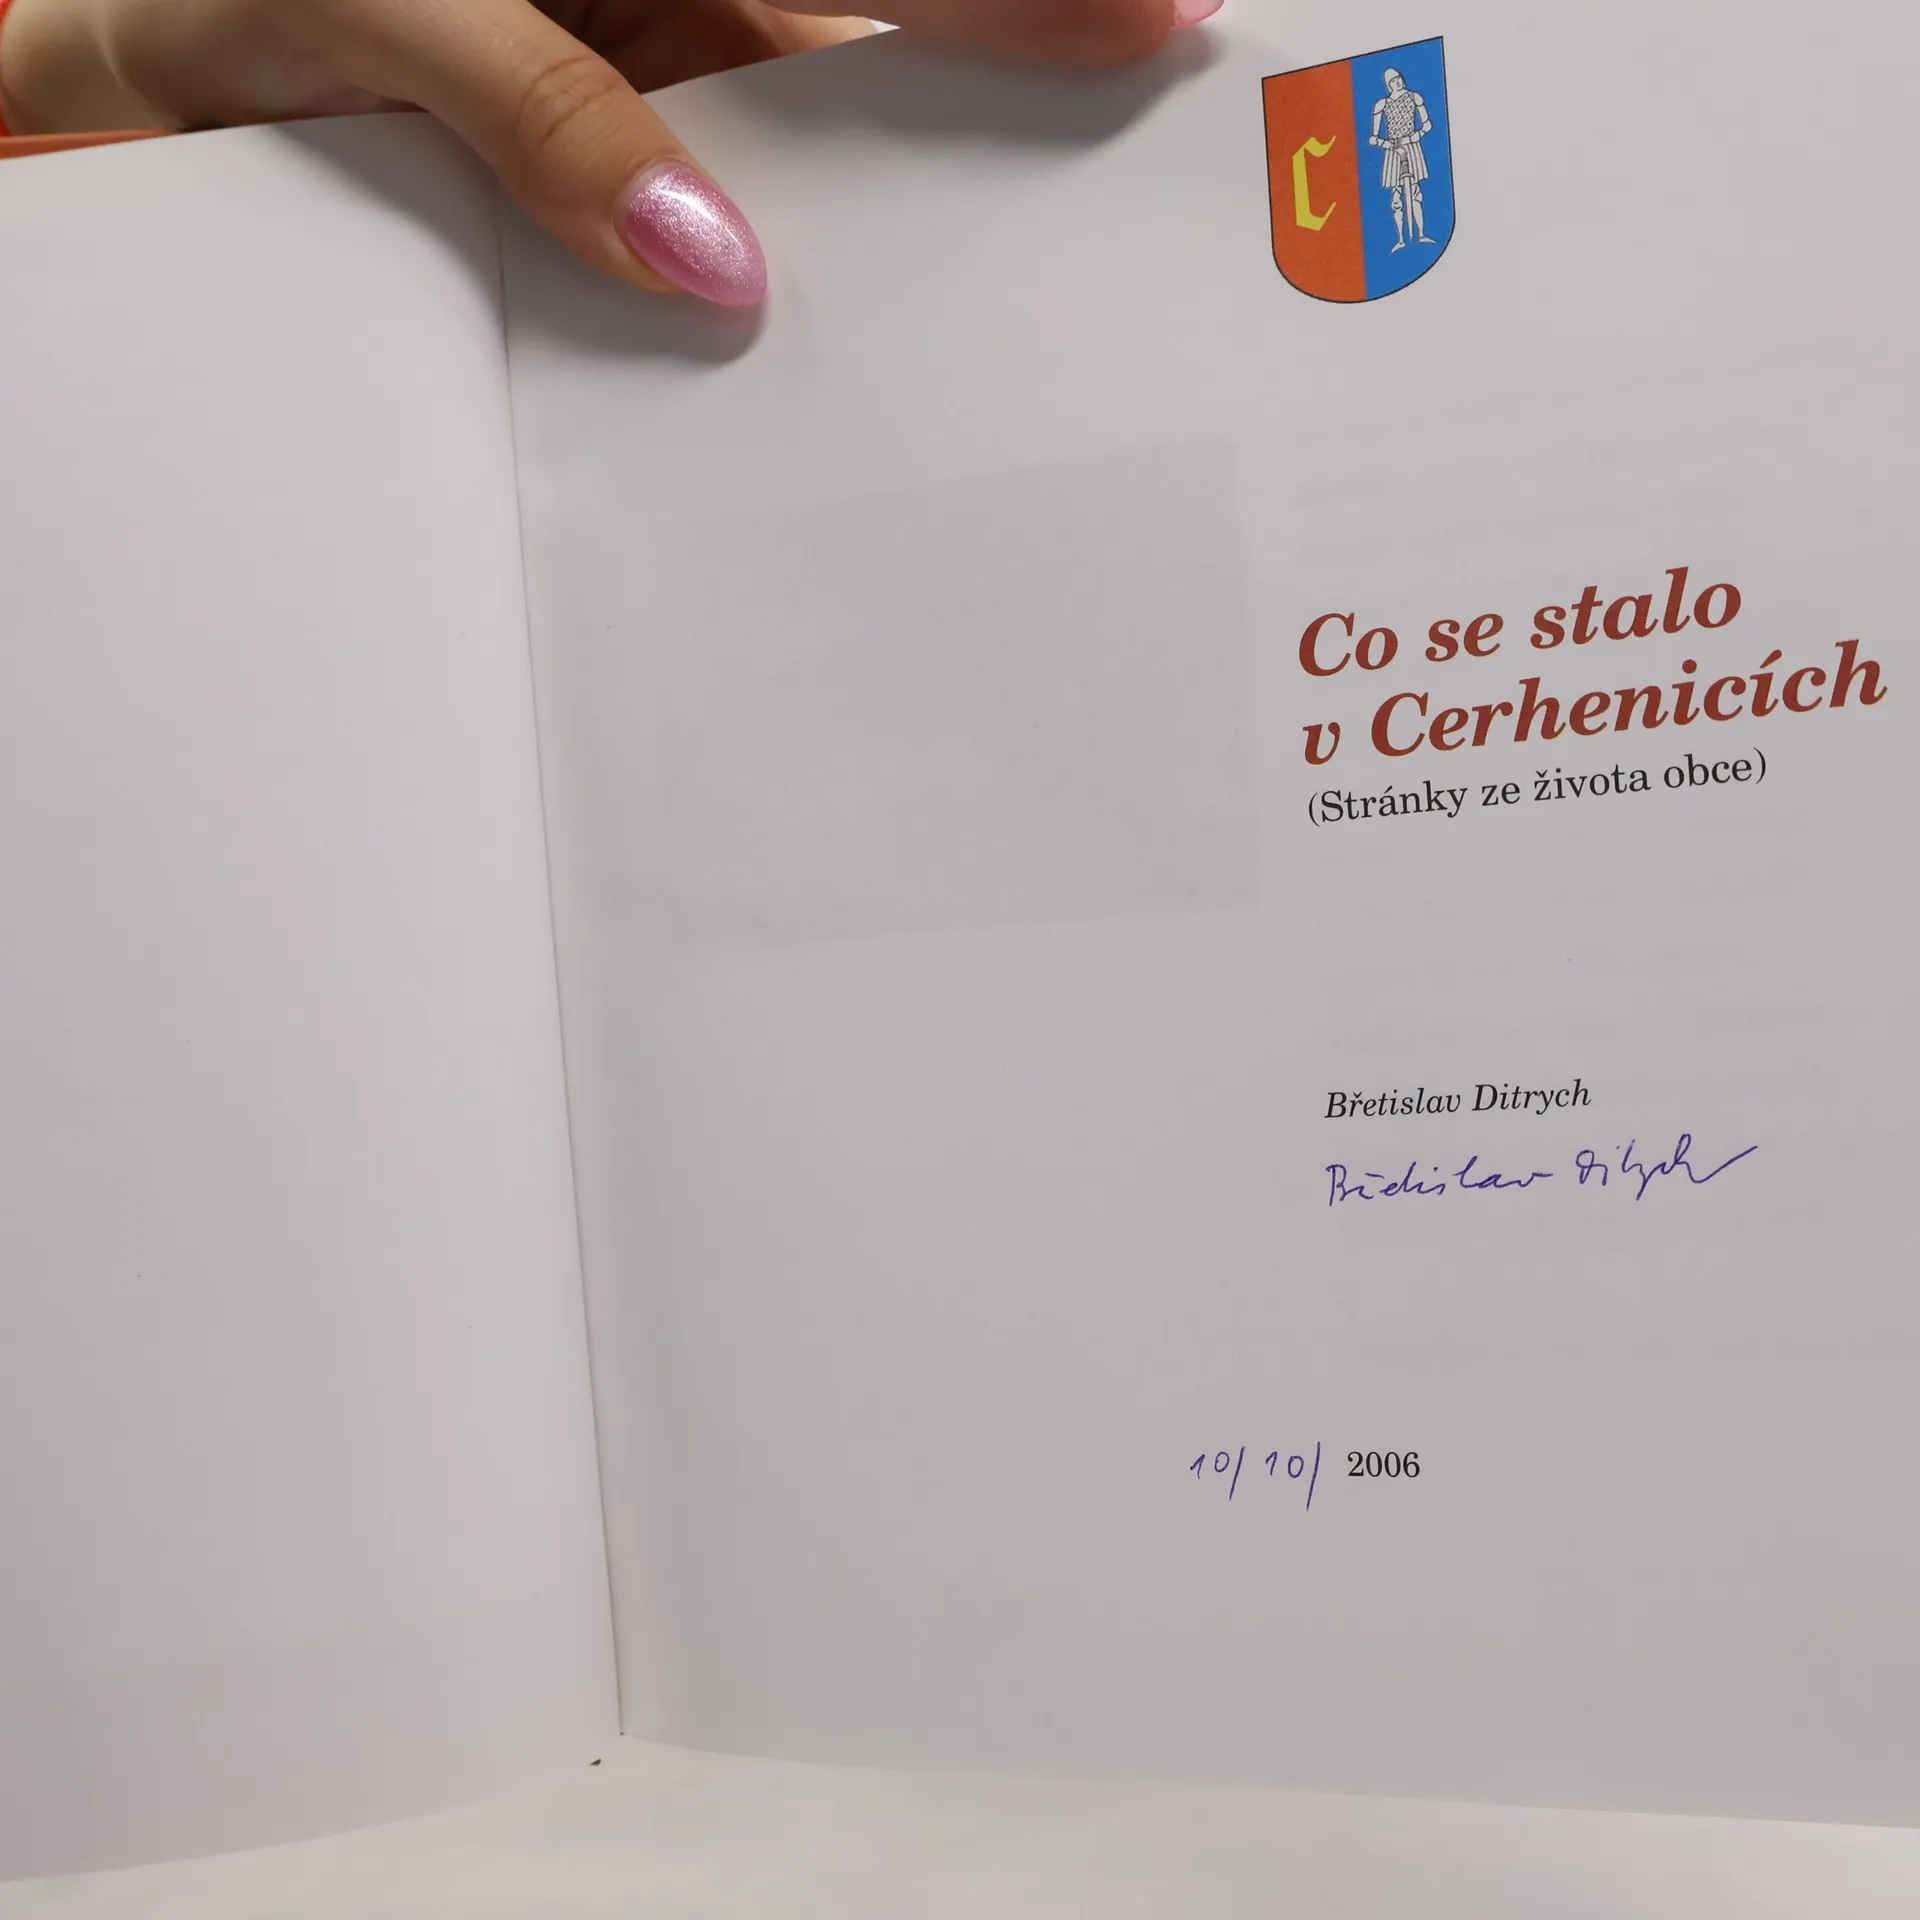 C
Co se stalo
v Cerhenicích
(Stránky ze života obce)
Břetislav Ditrych
Břetislav Ditrych
10/ 10/ 2006